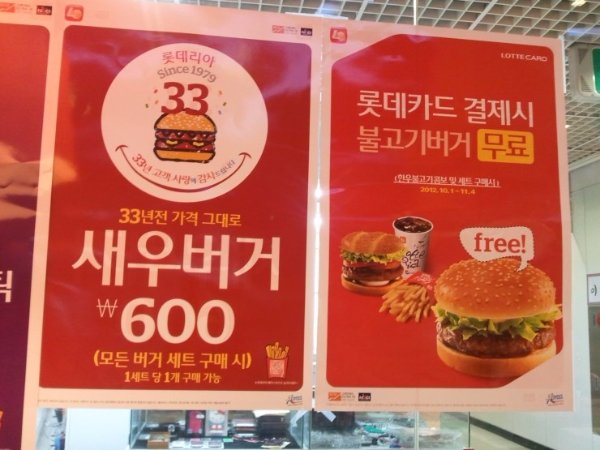 롯데리아
Since 1979
33
33년 고객 사랑에 감사드립니다
33년전 가격 그대로
새우버거
₩600
(모든 버거 세트 구매 시)
1세트 당 1개 구매 가능
LOTTE CARD
롯데카드 결제시
불고기버거 무료
(한우불고기콤보 및 세트 구매시)
2012. 10. 1~11. 4
free!